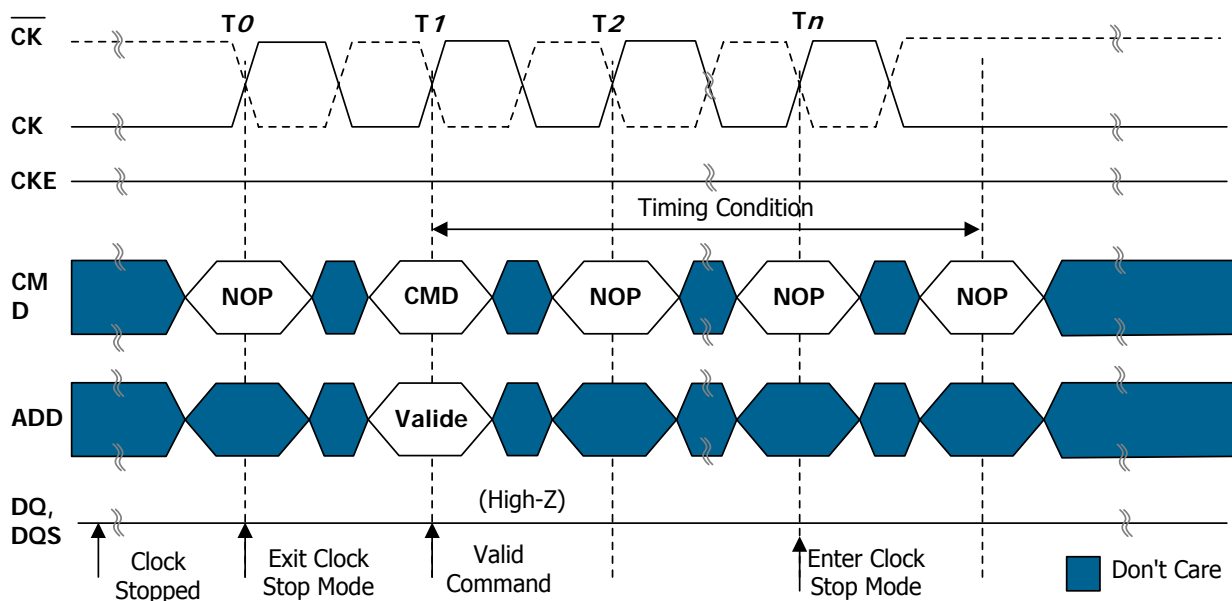 T0 T1 T2 Tn
CK
CK
CKE
Timing Condition
CM
D
NOP CMD NOP NOP NOP
ADD
Valide
DQ,
DQS
(High-Z)
Clock
Stopped
Exit Clock
Stop Mode
Valid
Command
Enter Clock
Stop Mode
Don't Care